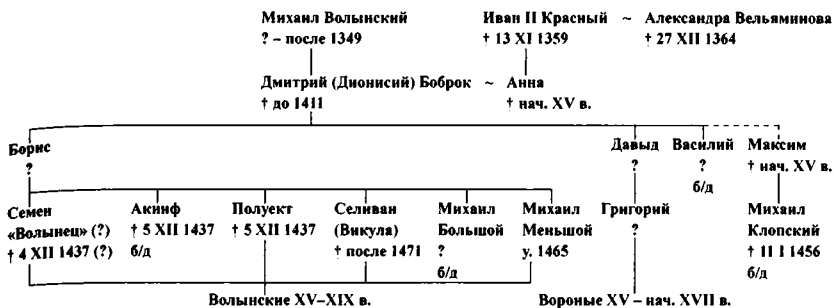 Михаил Волынский
? – после 1349
Иван II Красный ~ Александра Вельяминова
† 13 XI 1359 † 27 XII 1364
Дмитрий (Дионисий) Боброк ~ Анна
† до 1411 † нач. XV в.
Борис Давыд Василий Максим
? ? ? † нач. XV в.
б/д
Семен Акинф Полуект Селиван Михаил Михаил Григорий Михаил
«Волынец» (?) † 5 XII 1437 † 5 XII 1437 (Викула) Большой Меньшой ? Клопский
† 4 XII 1437 (?) б/д † после 1471 ? у. 1465 † 11 I 1456
б/д б/д
Волынские XV–XIX в. Вороные XV – нач. XVII в.